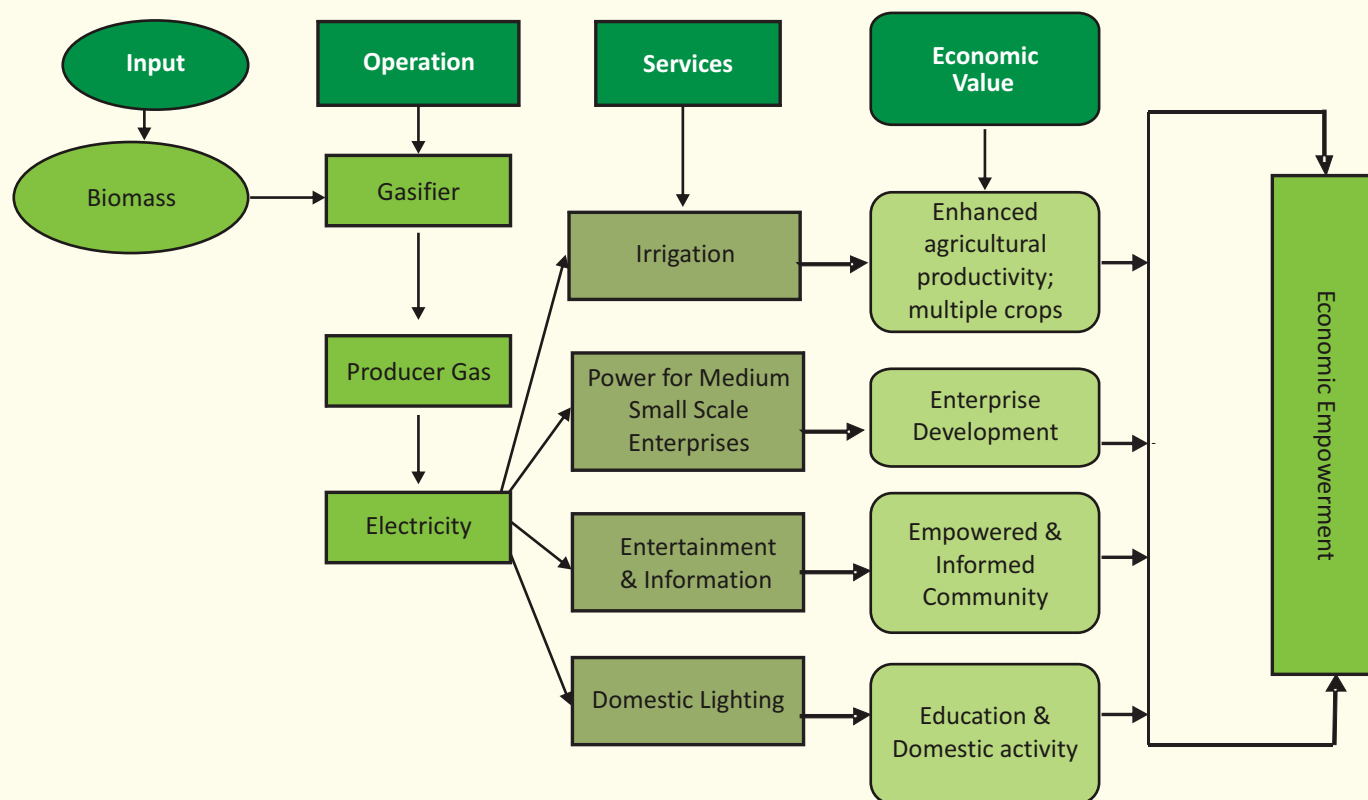 Input
Operation
Services
Economic
Value
Biomass
Gasifier
Producer Gas
Electricity
Irrigation
Power for Medium
Small Scale
Enterprises
Entertainment
& Information
Domestic Lighting
Enhanced
agricultural
productivity;
multiple crops
Enterprise
Development
Empowered &
Informed
Community
Education &
Domestic activity
Economic Empowerment